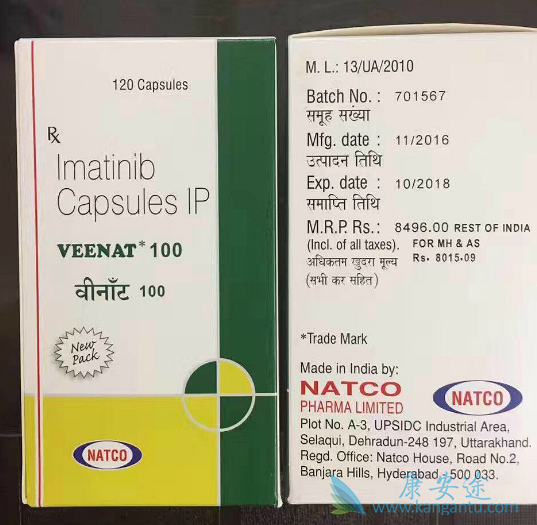 120 Capsules
Rx
Imatinib
Capsules IP
VEENAT* 100
वीनाँट 100
New
Pack
NATCO
M. L.: 13/UA/2010
Batch No. : 701567
समूह संख्या
Mfg. date : 11/2016
उत्पादन तिथि
Exp. date : 10/2018
समाप्ति तिथि
M.R.P. Rs.: 8496.00 REST OF INDIA
(Incl. of all taxes). FOR MH & AS
अधिकतम खुदरा मूल्य Rs. 8015.09
(सभी कर सहित)
*Trade Mark
Made in India by:
NATCO
PHARMA LIMITED
NATCO
Plot No. A-3, UPSIDC Industrial Area,
Selaqui, Dehradun-248 197, Uttarakhand.
Regd. Office: Natco House, Road No.2,
Banjara Hills, Hyderabad - 500 033.
康安途
www.kangantu.com